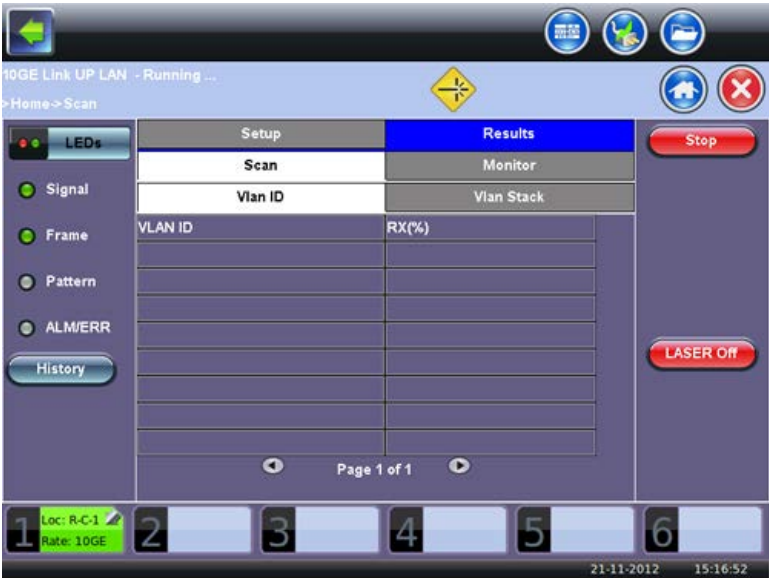 10GE Link UP LAN - Running ...
>Home->Scan
LEDs
Signal
Frame
Pattern
ALM/ERR
History
Setup
Results
Scan
Monitor
Vlan ID
Vlan Stack
VLAN ID
RX(%)
Page 1 of 1
Stop
LASER Off
1
Loc: R-C-1
Rate: 10GE
2
3
4
5
6
21-11-2012 15:16:52